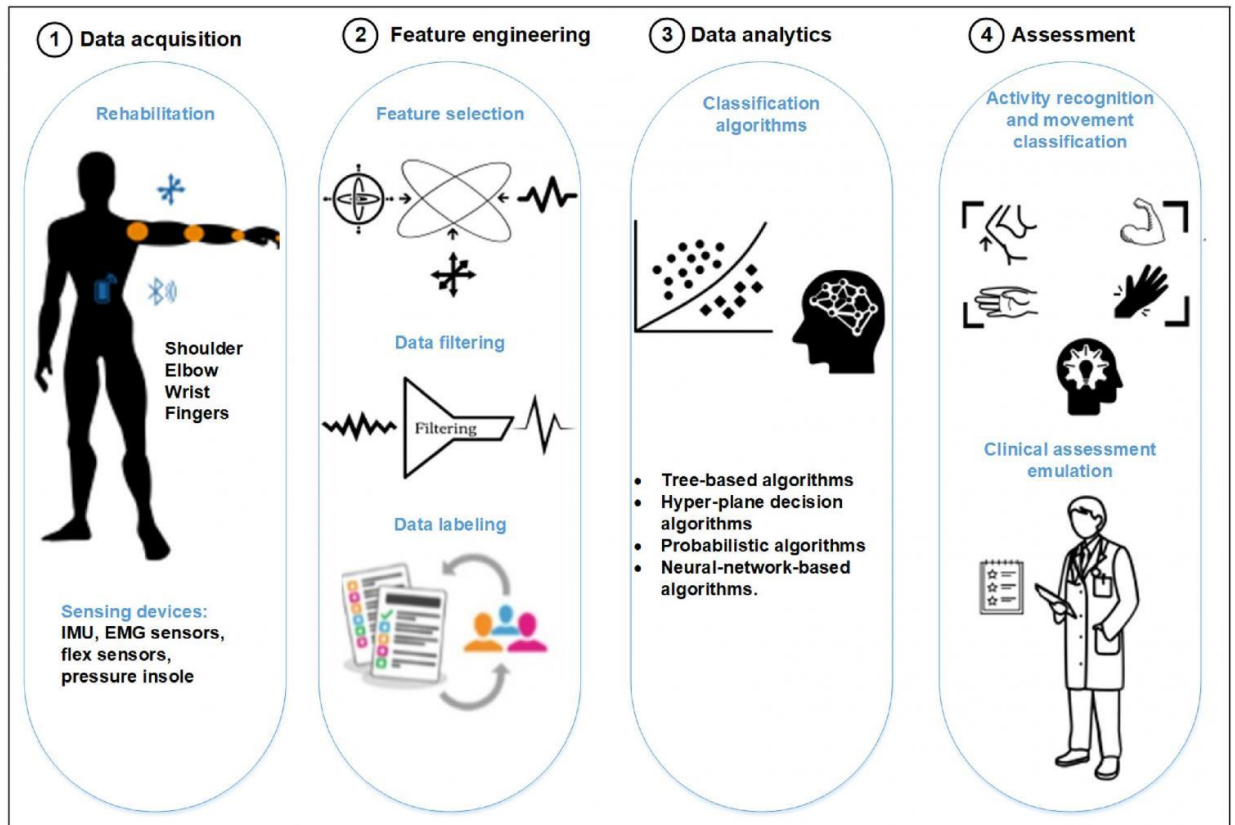 1 Data acquisition
Rehabilitation
Shoulder
Elbow
Wrist
Fingers
Sensing devices:
IMU, EMG sensors,
flex sensors,
pressure insole
2 Feature engineering
Feature selection
Data filtering
Filtering
Data labeling
3 Data analytics
Classification
algorithms
• Tree-based algorithms
• Hyper-plane decision
algorithms
• Probabilistic algorithms
• Neural-network-based
algorithms.
4 Assessment
Activity recognition
and movement
classification
Clinical assessment
emulation